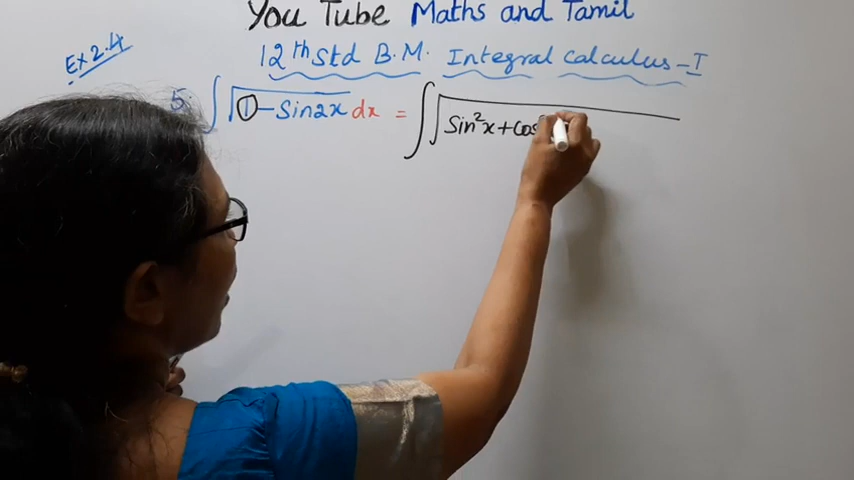 You Tube Maths and Tamil
Ex 2.4
12th Std B.M. Integral Calculus - I
5 ∫ √1 - Sin2x dx = ∫ √Sin²x + Cos